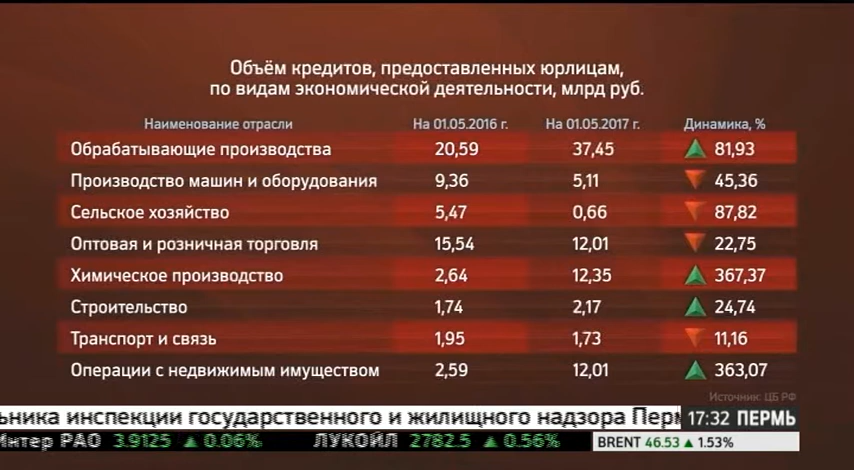 Объём кредитов, предоставленных юрлицам,
по видам экономической деятельности, млрд руб.
Наименование отрасли На 01.05.2016 г. На 01.05.2017 г. Динамика, %
Обрабатывающие производства 20,59 37,45 ▲ 81,93
Производство машин и оборудования 9,36 5,11 ▼ 45,36
Сельское хозяйство 5,47 0,66 ▼ 87,82
Оптовая и розничная торговля 15,54 12,01 ▼ 22,75
Химическое производство 2,64 12,35 ▲ 367,37
Строительство 1,74 2,17 ▲ 24,74
Транспорт и связь 1,95 1,73 ▼ 11,16
Операции с недвижимым имуществом 2,59 12,01 ▲ 363,07
Источник: ЦБ РФ
ьника инспекции государственного и жилищного надзора Перм 17:32 ПЕРМЬ
Интер РАО 3.9125 ▲ 0.06% ЛУКОЙЛ 2782.5 ▲ 0.56% BRENT 46.53 ▲ 1.53%